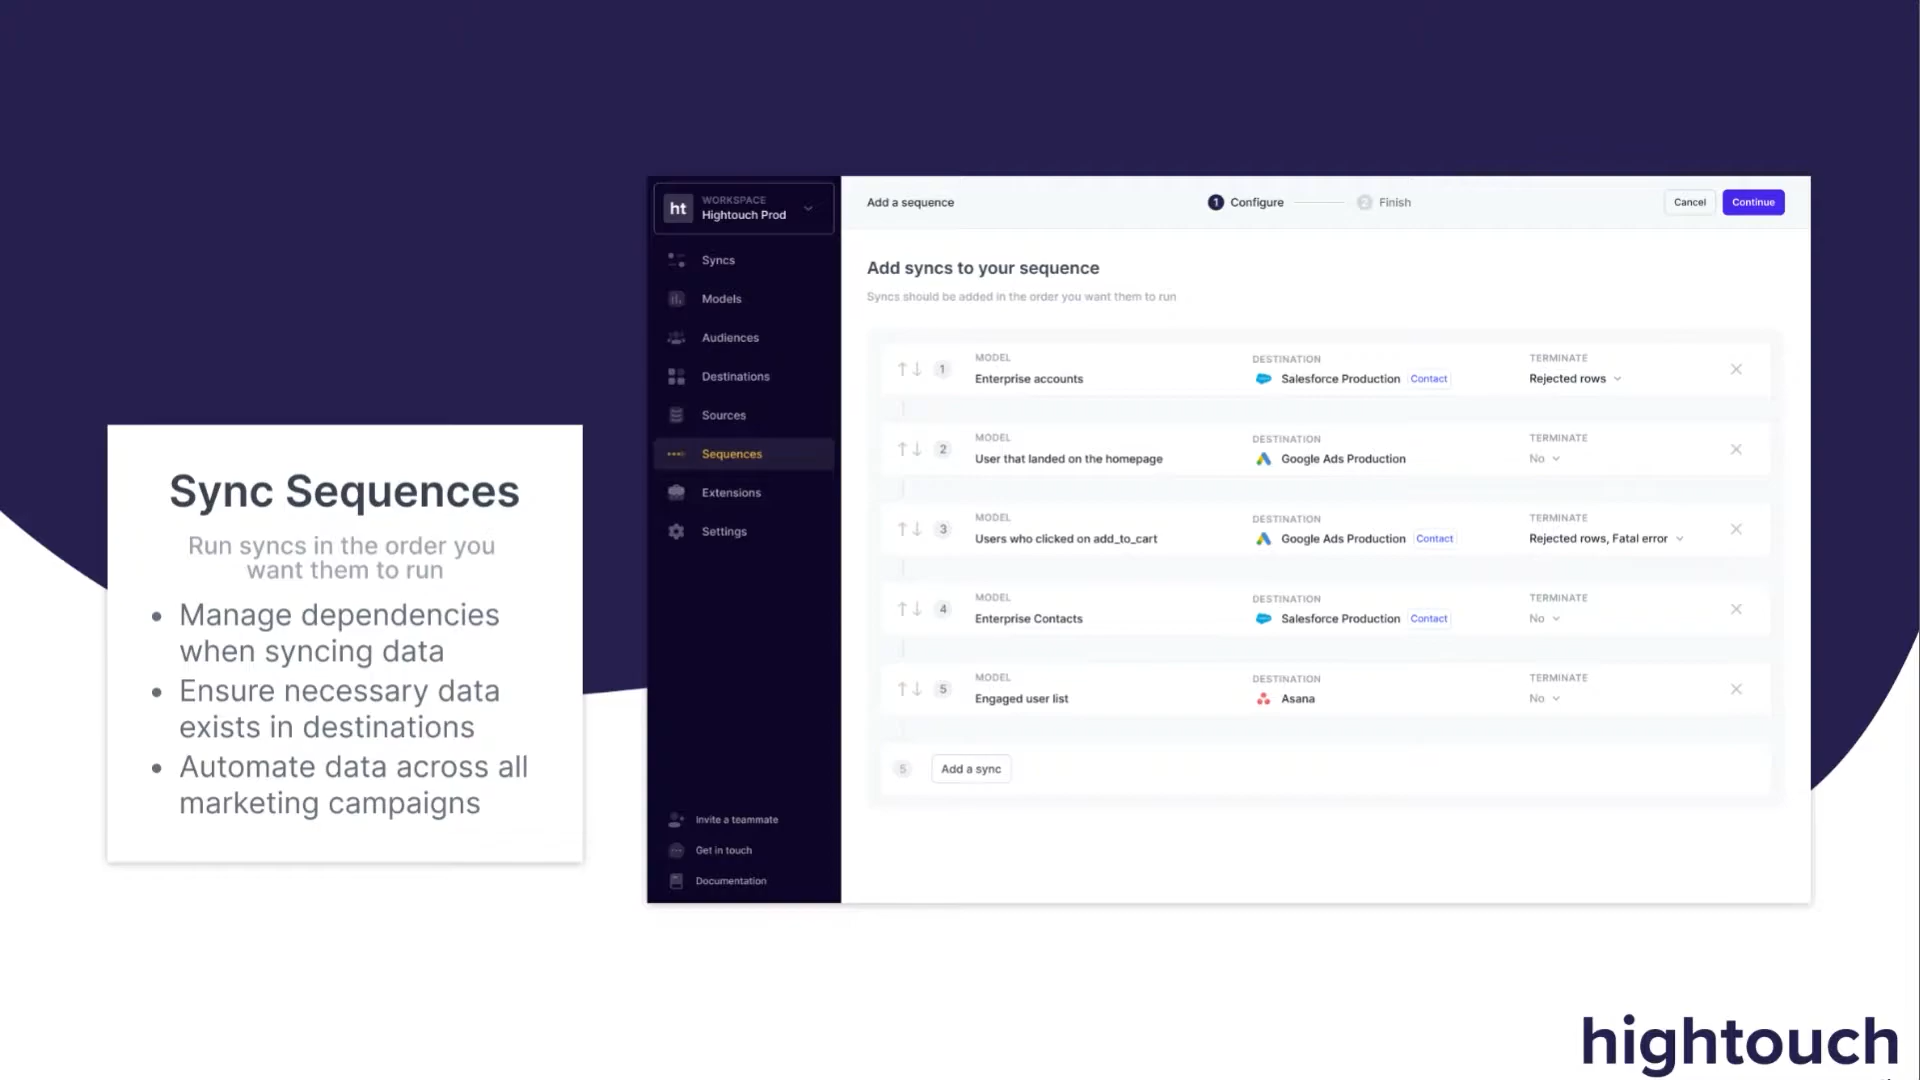 Sync Sequences
Run syncs in the order you
want them to run
• Manage dependencies
when syncing data
• Ensure necessary data
exists in destinations
• Automate data across all
marketing campaigns
ht
WORKSPACE
Hightouch Prod
Syncs
Models
Audiences
Destinations
Sources
Sequences
Extensions
Settings
Invite a teammate
Get in touch
Documentation
Add a sequence
1 Configure
2 Finish
Cancel
Continue
Add syncs to your sequence
Syncs should be added in the order you want them to run
MODEL DESTINATION TERMINATE
1 Enterprise accounts Salesforce Production Contact Rejected rows
MODEL DESTINATION TERMINATE
2 User that landed on the homepage Google Ads Production No
MODEL DESTINATION TERMINATE
3 Users who clicked on add_to_cart Google Ads Production Contact Rejected rows, Fatal error
MODEL DESTINATION TERMINATE
4 Enterprise Contacts Salesforce Production Contact No
MODEL DESTINATION TERMINATE
5 Engaged user list Asana No
5 Add a sync
hightouch